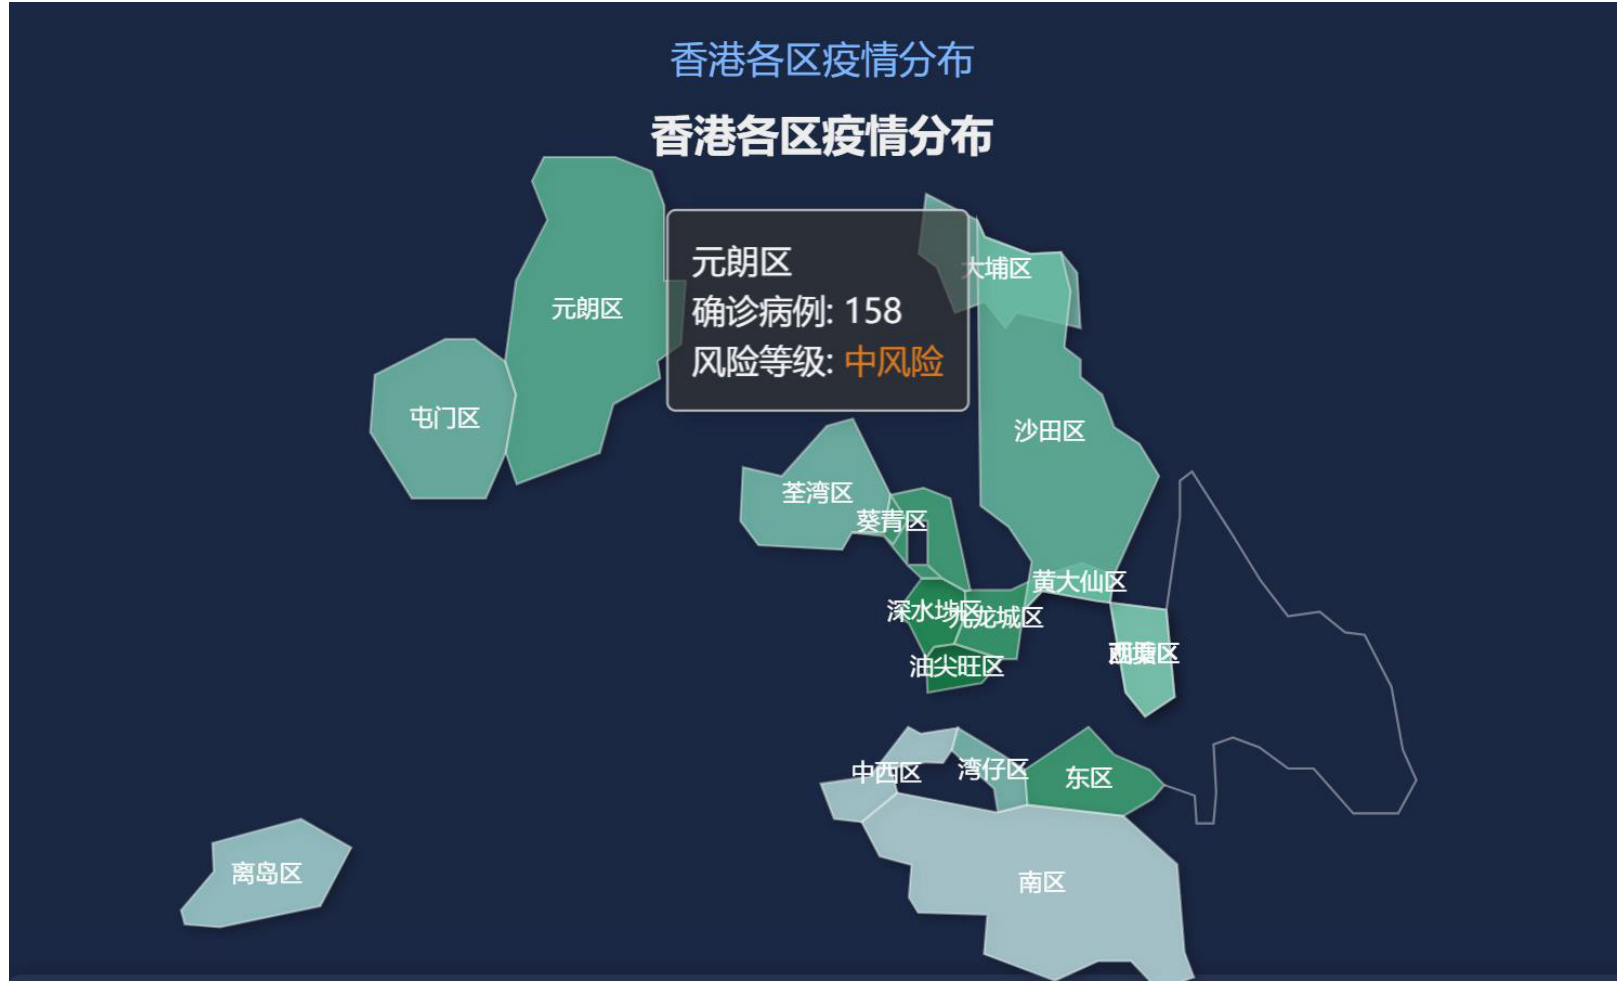 香港各区疫情分布
香港各区疫情分布
元朗区
确诊病例: 158
风险等级: 中风险
大埔区
元朗区
屯门区
沙田区
荃湾区
葵青区
黄大仙区
深水埗区
九龙城区
油尖旺区
中西区
湾仔区
东区
离岛区
南区